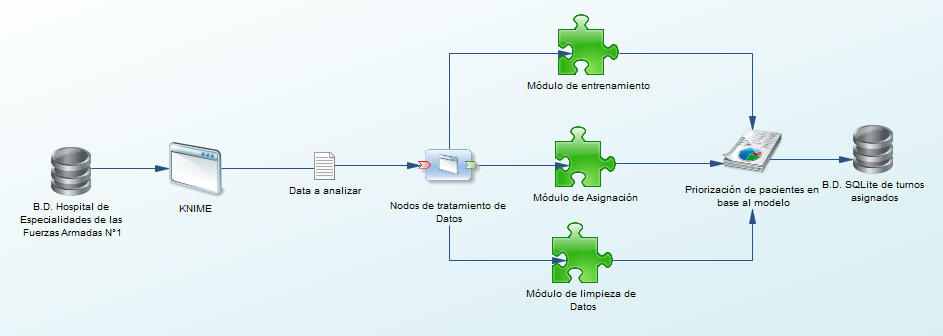 B.D. Hospital de
Especialidades de las
Fuerzas Armadas N°1
KNIME
Data a analizar
Nodos de tratamiento de
Datos
Módulo de entrenamiento
Módulo de Asignación
Módulo de limpieza de
Datos
Priorización de pacientes en
base al modelo
B.D. SQLite de turnos
asignados